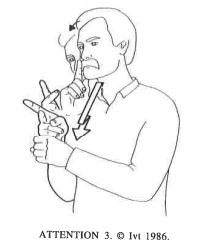 ATTENTION 3. © Ivt 1986.